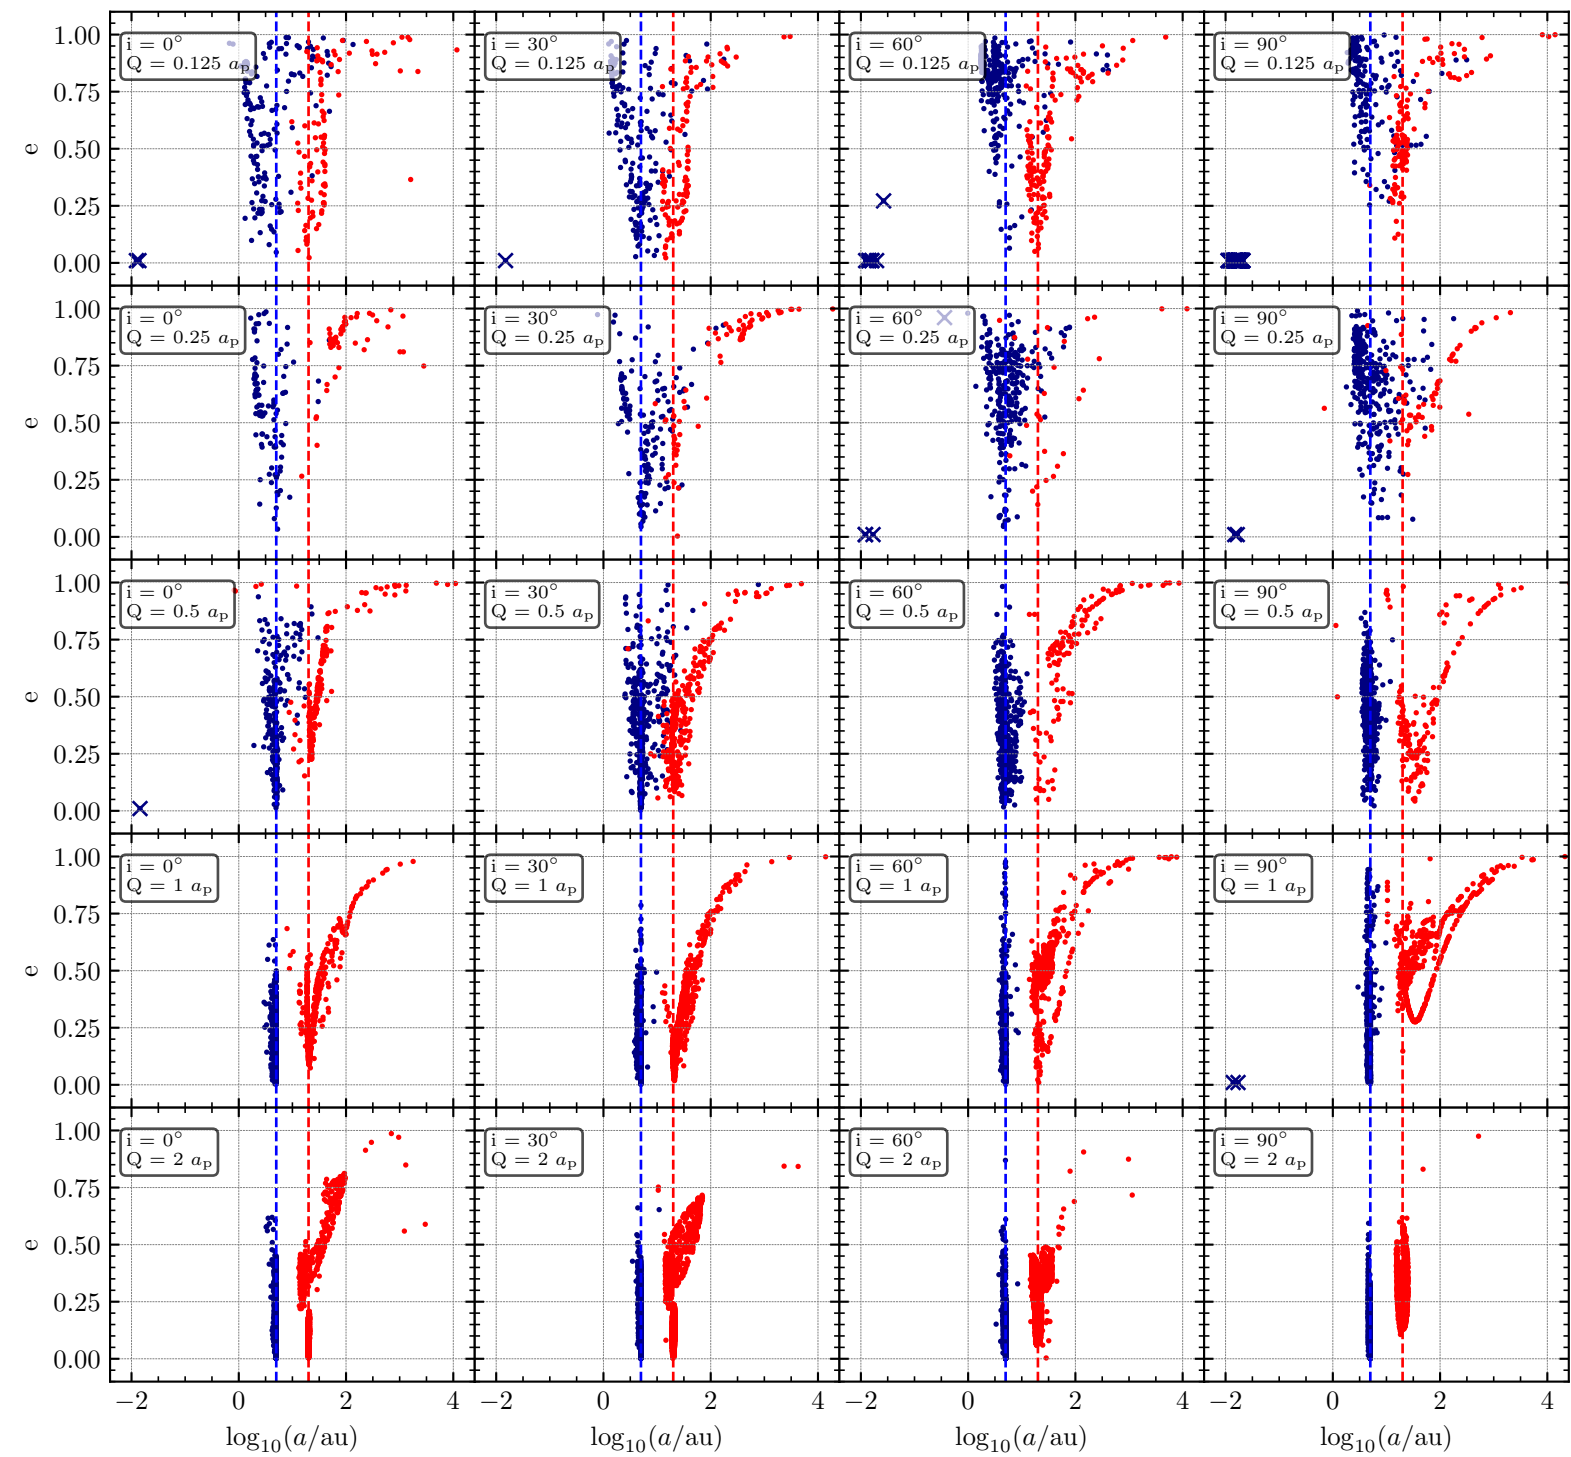 1.00
0.75
0.50
0.25
0.00
e
i = 0°
Q = 0.125 aₚ
i = 30°
Q = 0.125 aₚ
i = 60°
Q = 0.125 aₚ
i = 90°
Q = 0.125 aₚ
1.00
0.75
0.50
0.25
0.00
e
i = 0°
Q = 0.25 aₚ
i = 30°
Q = 0.25 aₚ
i = 60°
Q = 0.25 aₚ
i = 90°
Q = 0.25 aₚ
1.00
0.75
0.50
0.25
0.00
e
i = 0°
Q = 0.5 aₚ
i = 30°
Q = 0.5 aₚ
i = 60°
Q = 0.5 aₚ
i = 90°
Q = 0.5 aₚ
1.00
0.75
0.50
0.25
0.00
e
i = 0°
Q = 1 aₚ
i = 30°
Q = 1 aₚ
i = 60°
Q = 1 aₚ
i = 90°
Q = 1 aₚ
1.00
0.75
0.50
0.25
0.00
e
i = 0°
Q = 2 aₚ
i = 30°
Q = 2 aₚ
i = 60°
Q = 2 aₚ
i = 90°
Q = 2 aₚ
−2 0 2 4
−2 0 2 4
−2 0 2 4
−2 0 2 4
log₁₀(a/au)
log₁₀(a/au)
log₁₀(a/au)
log₁₀(a/au)